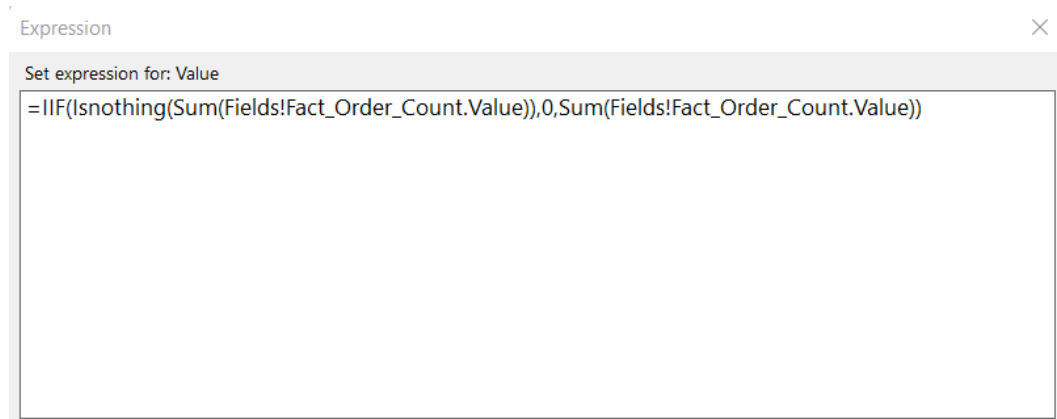 Expression
Set expression for: Value
=IIF(Isnothing(Sum(Fields!Fact_Order_Count.Value)),0,Sum(Fields!Fact_Order_Count.Value))